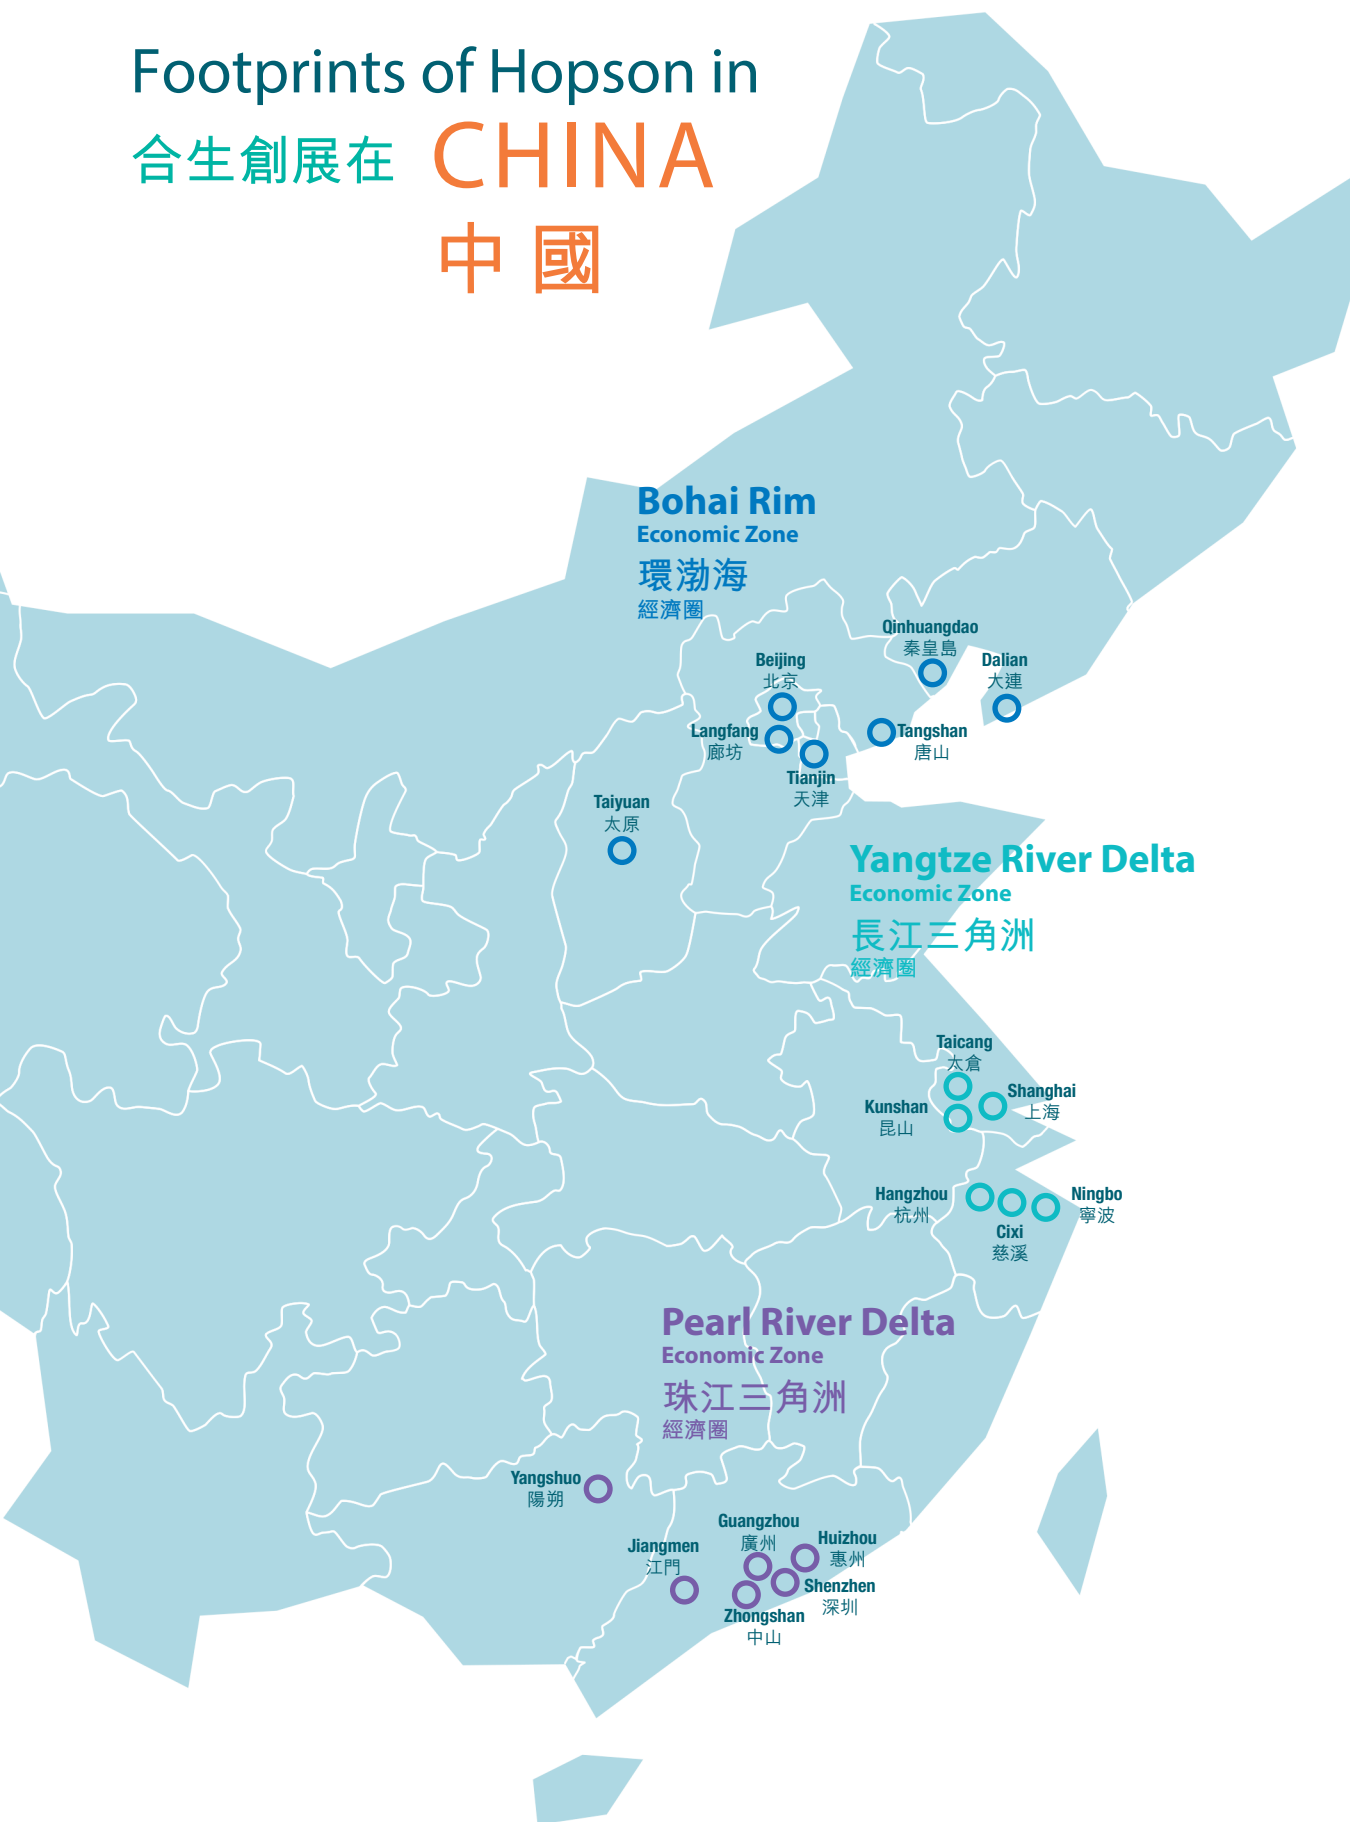 Footprints of Hopson in
合生創展在 CHINA
中國
Bohai Rim
Economic Zone
環渤海
經濟圈
Qinhuangdao
秦皇島
Beijing
北京
Dalian
大連
Langfang
廊坊
Tangshan
唐山
Tianjin
天津
Taiyuan
太原
Yangtze River Delta
Economic Zone
長江三角洲
經濟圈
Taicang
太倉
Shanghai
上海
Kunshan
昆山
Hangzhou
杭州
Ningbo
寧波
Cixi
慈溪
Pearl River Delta
Economic Zone
珠江三角洲
經濟圈
Yangshuo
陽朔
Guangzhou
廣州
Huizhou
惠州
Jiangmen
江門
Shenzhen
深圳
Zhongshan
中山